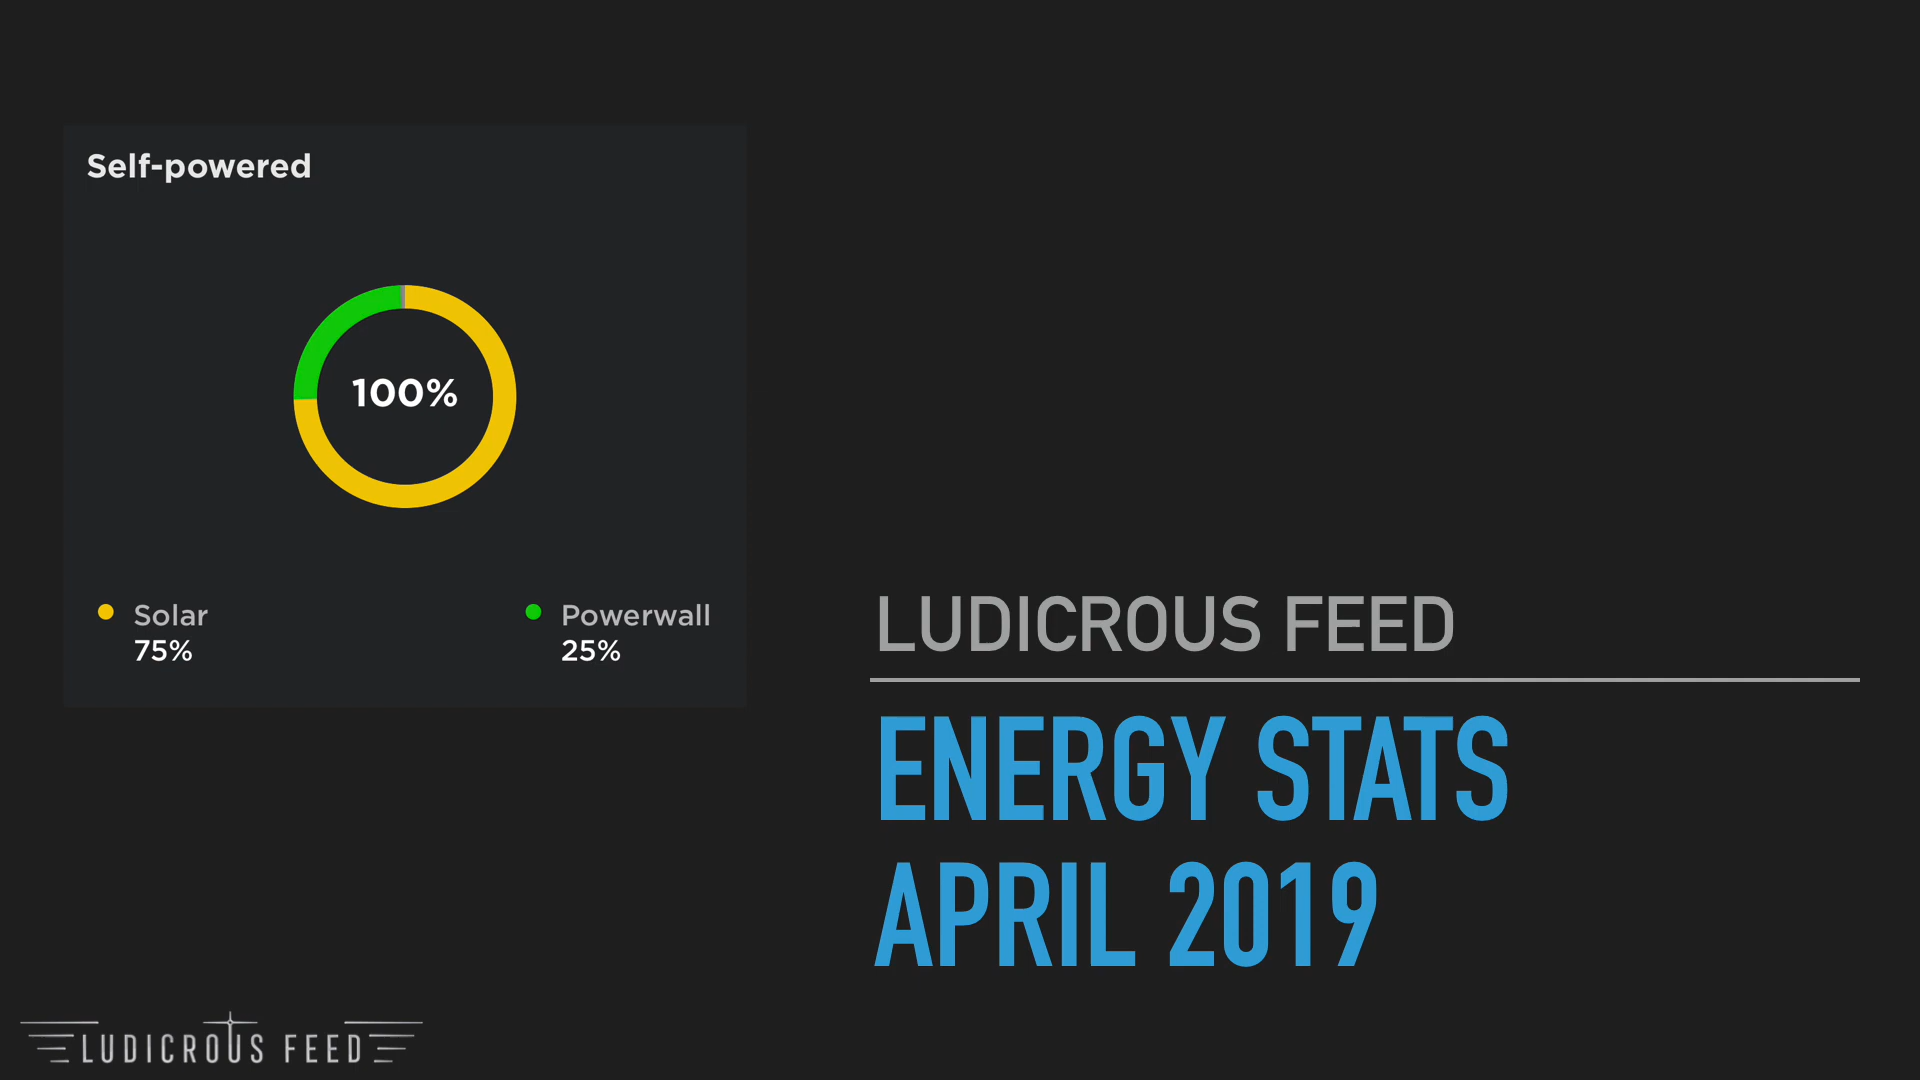 Self-powered
100%
Solar
75%
Powerwall
25%
LUDICROUS FEED
ENERGY STATS
APRIL 2019
LUDICROUS FEED